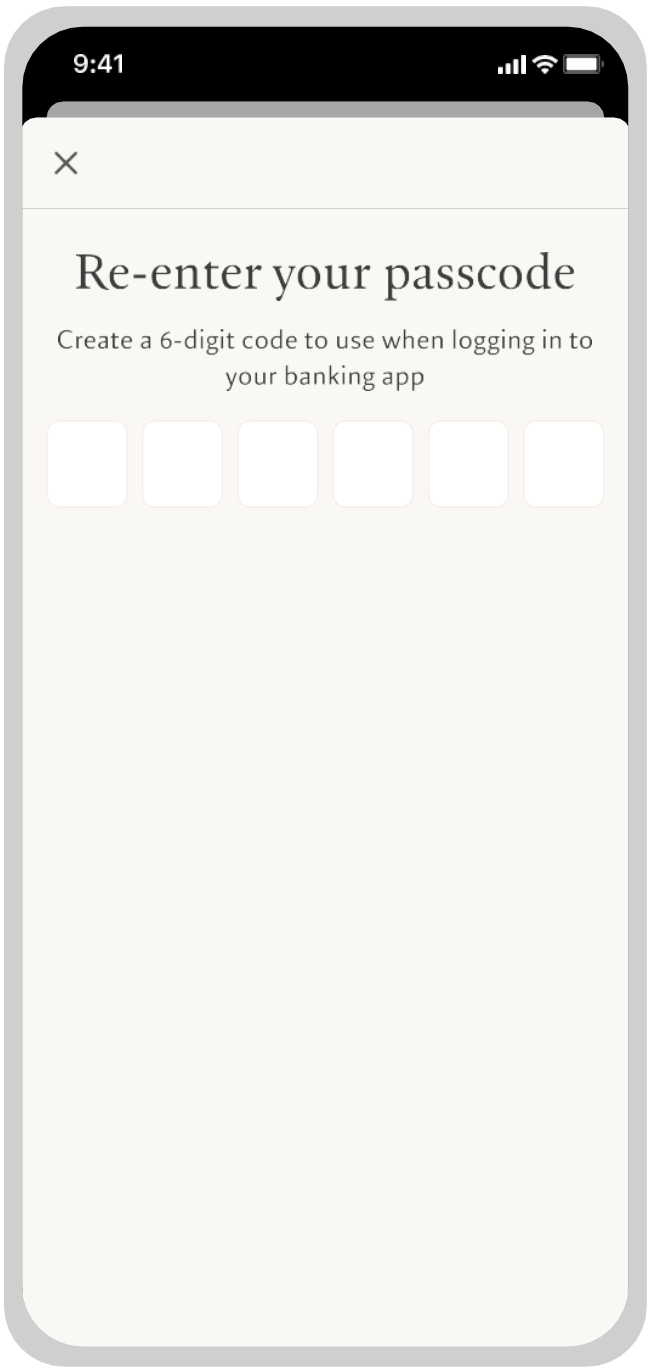 9:41
Re-enter your passcode
Create a 6-digit code to use when logging in to
your banking app